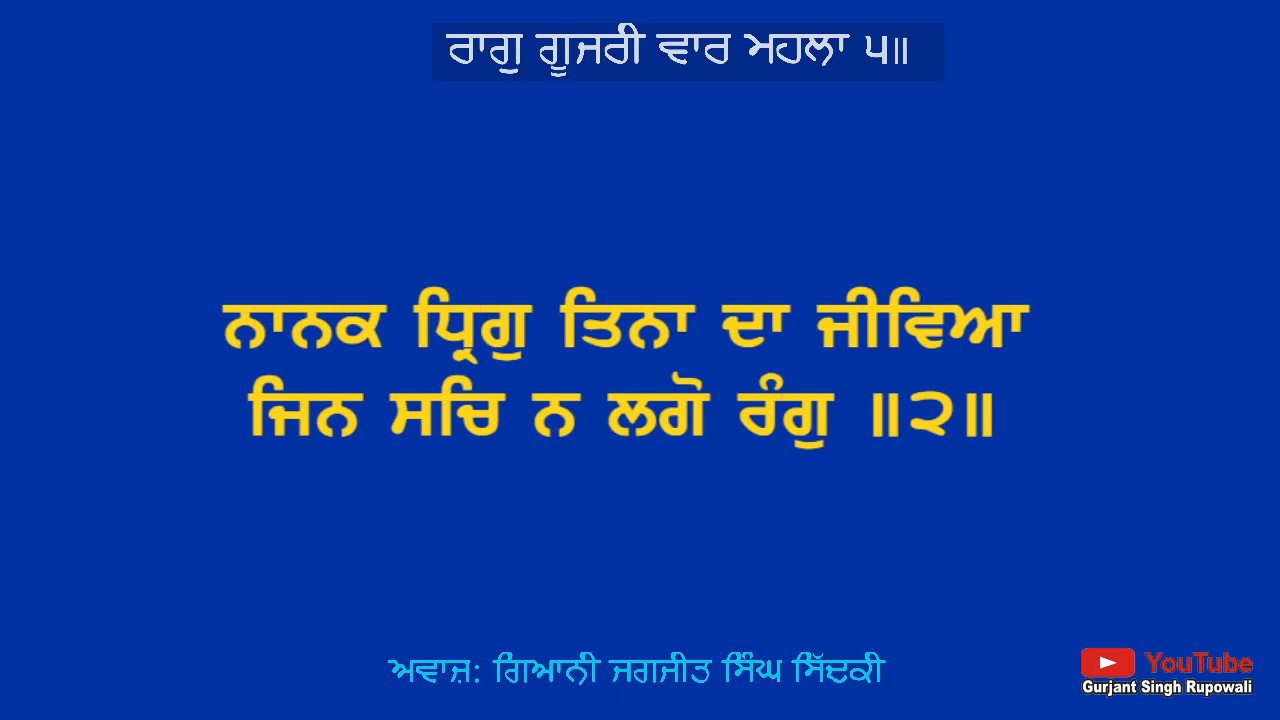 ਰਾਗੁ ਗੂਜਰੀ ਵਾਰ ਮਹਲਾ ੫॥
ਨਾਨਕ ਧ੍ਰਿਗੁ ਤਿਨਾ ਦਾ ਜੀਵਿਆ
ਜਿਨ ਸਚਿ ਨ ਲਗੋ ਰੰਗੁ ॥੨॥
ਅਵਾਜ਼: ਗਿਆਨੀ ਜਗਜੀਤ ਸਿੰਘ ਸਿੱਦਕੀ
YouTube
Gurjant Singh Rupowali